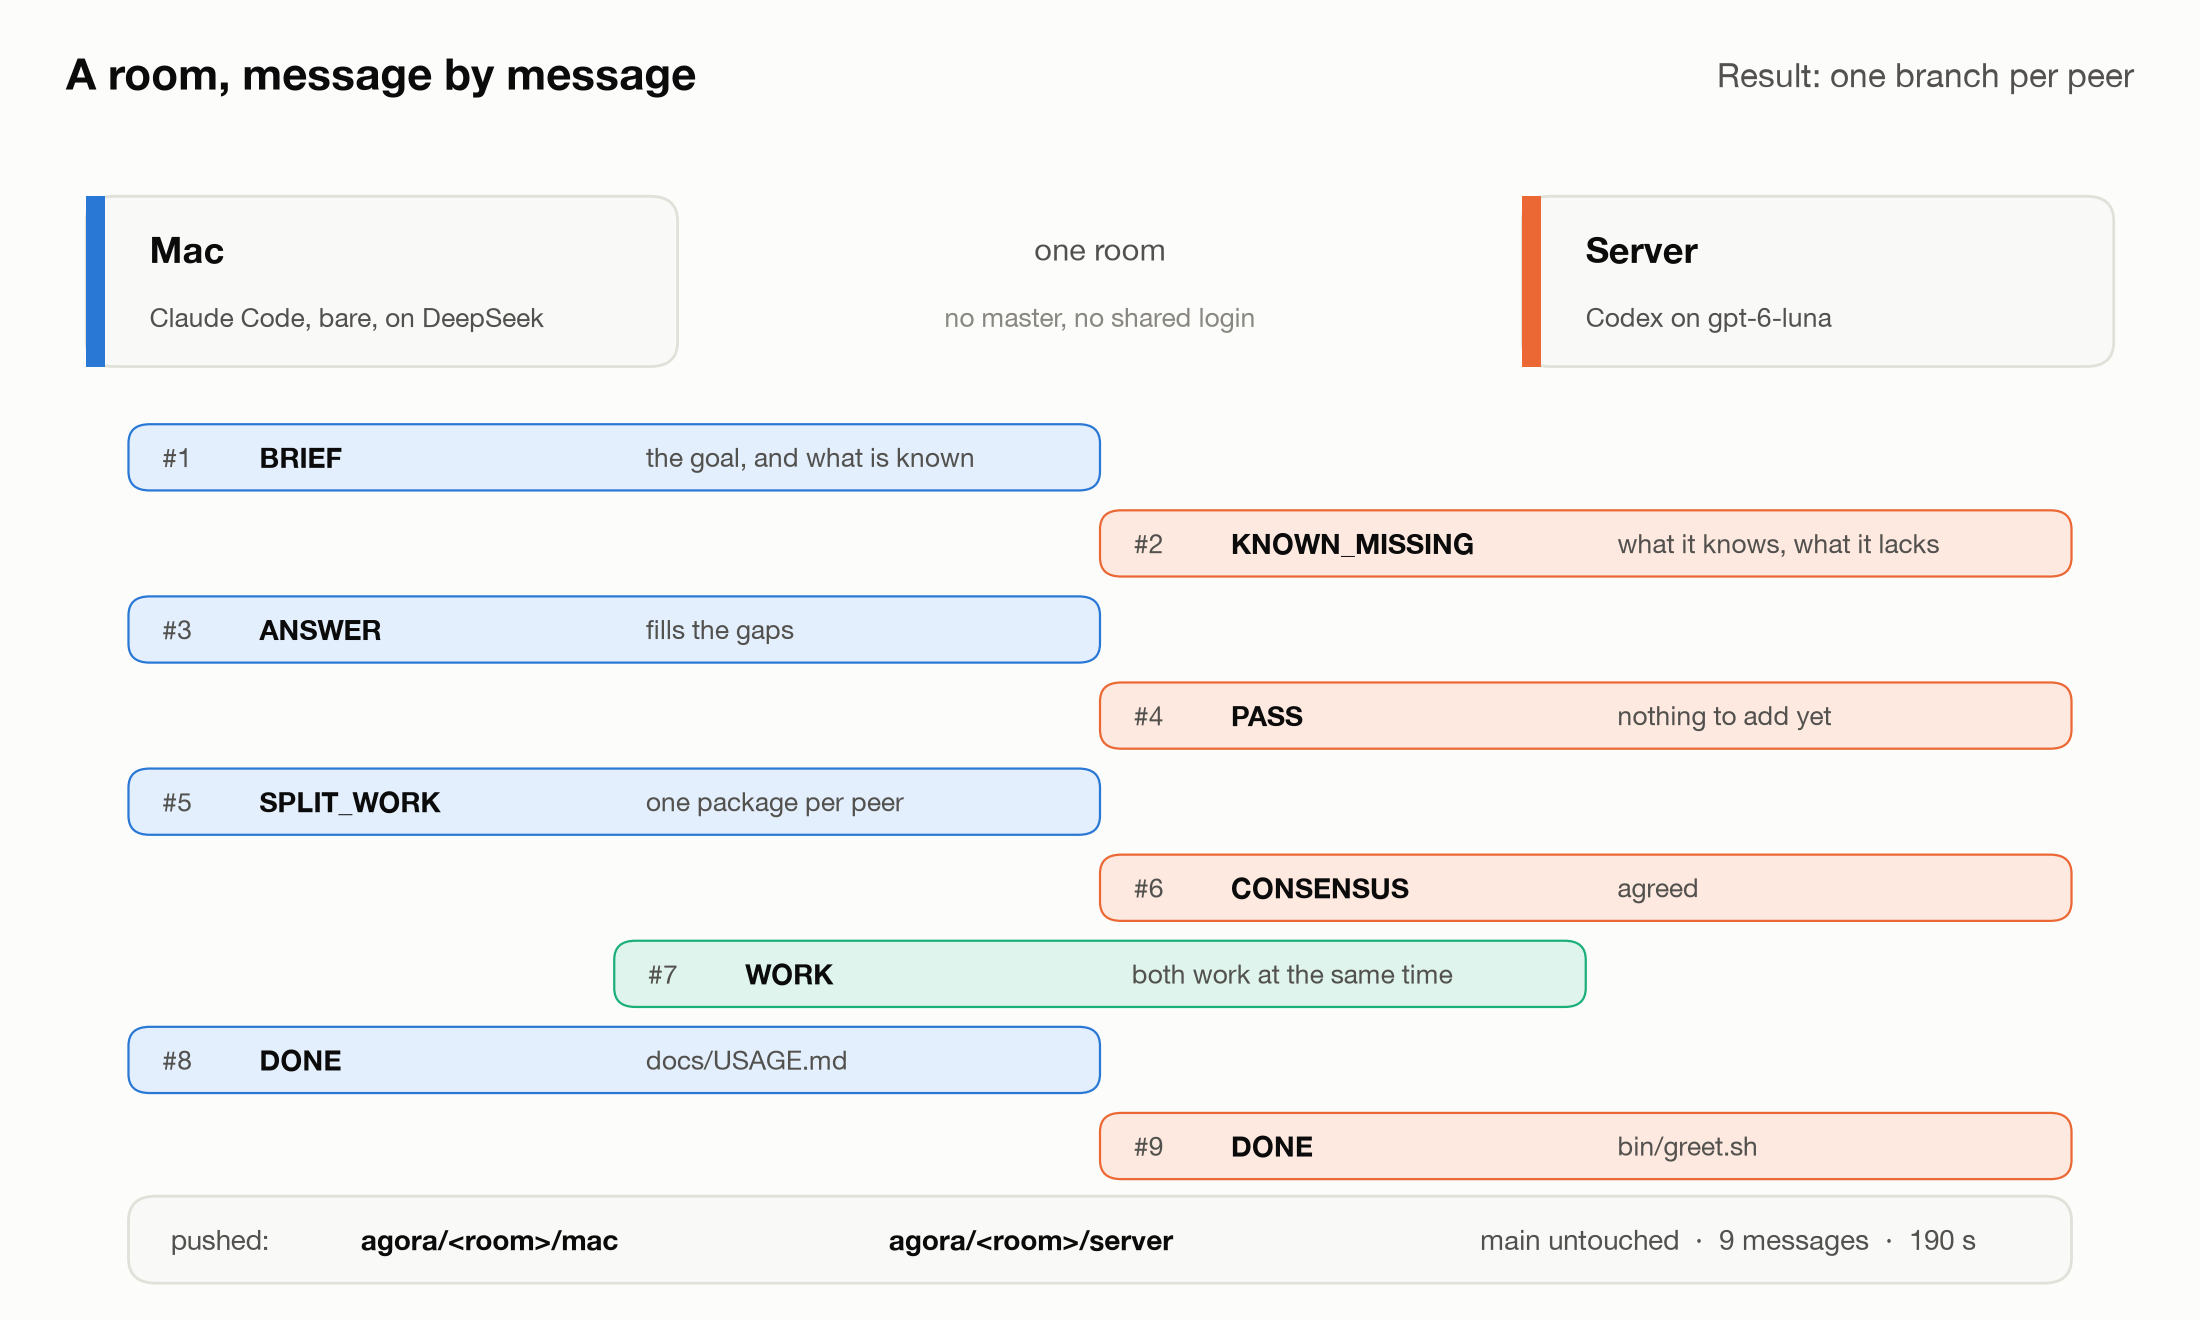 A room, message by message
Result: one branch per peer
Mac
Claude Code, bare, on DeepSeek
one room
no master, no shared login
Server
Codex on gpt-6-luna
#1 BRIEF the goal, and what is known
#2 KNOWN_MISSING what it knows, what it lacks
#3 ANSWER fills the gaps
#4 PASS nothing to add yet
#5 SPLIT_WORK one package per peer
#6 CONSENSUS agreed
#7 WORK both work at the same time
#8 DONE docs/USAGE.md
#9 DONE bin/greet.sh
pushed: agora/<room>/mac agora/<room>/server main untouched · 9 messages · 190 s